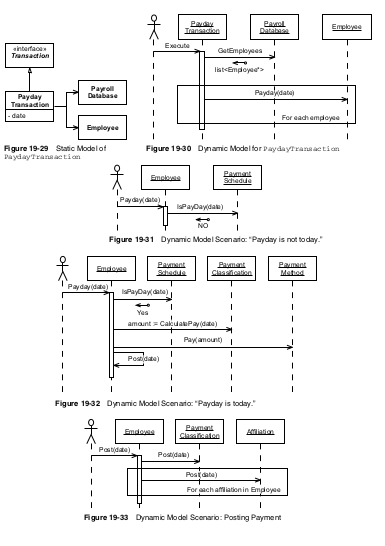 «interface»
Transaction
Payday
Transaction
- date
Payroll
Database
Employee
Figure 19-29 Static Model of
PaydayTransaction
Payday
Transaction
Payroll
Database
Employee
Execute
GetEmployees
list<Employee*>
Payday(date)
For each employee
Figure 19-30 Dynamic Model for PaydayTransaction
Employee
Payment
Schedule
Payday(date)
IsPayDay(date)
NO
Figure 19-31 Dynamic Model Scenario: "Payday is not today."
Employee
Payment
Schedule
Payment
Classification
Payment
Method
Payday(date)
IsPayDay(date)
Yes
amount := CalculatePay(date)
Pay(amount)
Post(date)
Figure 19-32 Dynamic Model Scenario: "Payday is today."
Employee
Payment
Classification
Affiliation
Post(date)
Post(date)
Post(date)
For each affiliation in Employee
Figure 19-33 Dynamic Model Scenario: Posting Payment